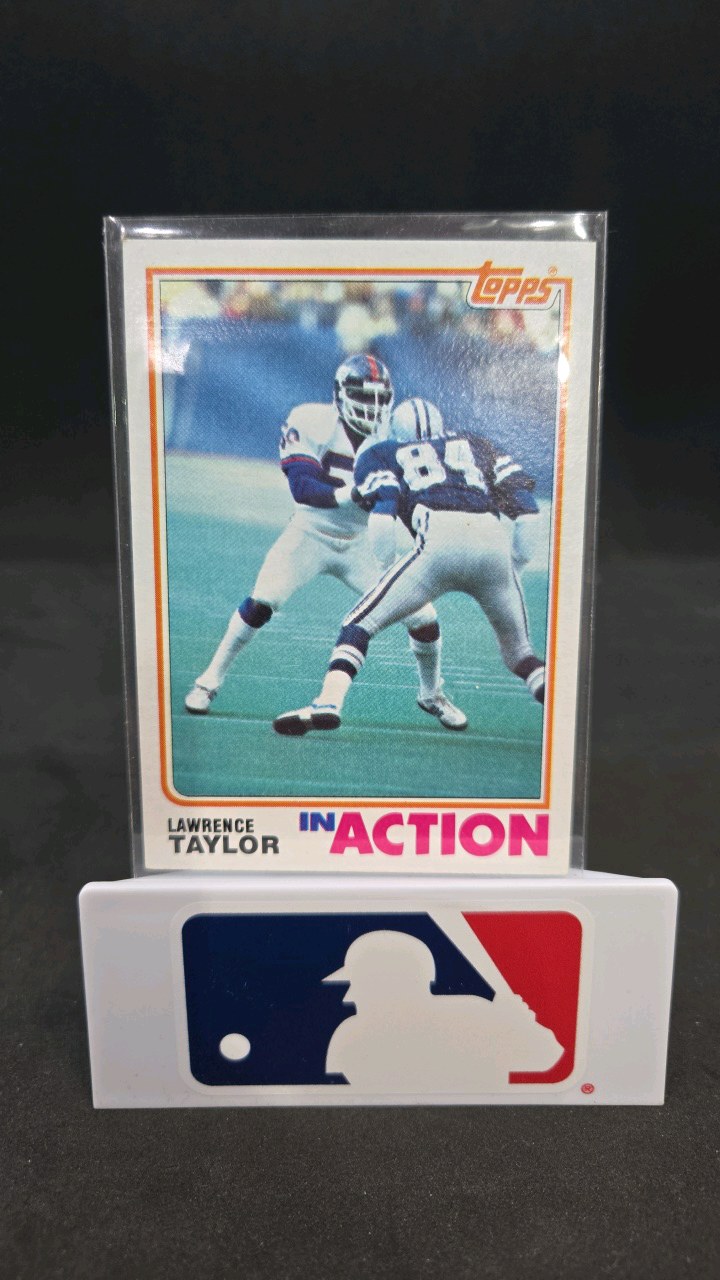 topps®
84
LAWRENCE
TAYLOR
IN ACTION
®